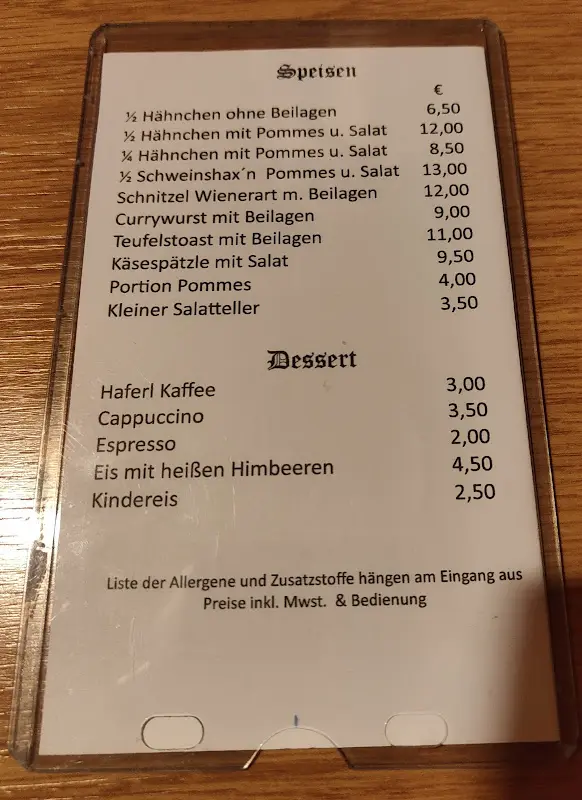 Speisen
€
½ Hähnchen ohne Beilagen 6,50
½ Hähnchen mit Pommes u. Salat 12,00
¼ Hähnchen mit Pommes u. Salat 8,50
½ Schweinshax´n Pommes u. Salat 13,00
Schnitzel Wienerart m. Beilagen 12,00
Currywurst mit Beilagen 9,00
Teufelstoast mit Beilagen 11,00
Käsespätzle mit Salat 9,50
Portion Pommes 4,00
Kleiner Salatteller 3,50
Dessert
Haferl Kaffee 3,00
Cappuccino 3,50
Espresso 2,00
Eis mit heißen Himbeeren 4,50
Kindereis 2,50
Liste der Allergene und Zusatzstoffe hängen am Eingang aus
Preise inkl. Mwst. & Bedienung